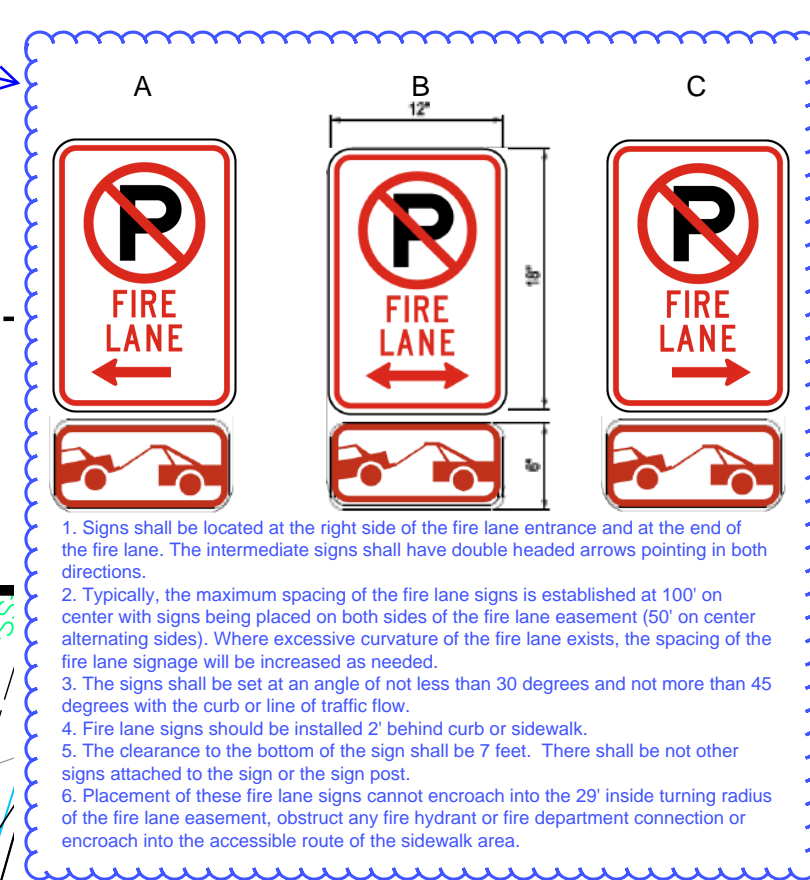 A B C
12"
P P P
18"
FIRE FIRE FIRE
LANE LANE LANE
6"
1. Signs shall be located at the right side of the fire lane entrance and at the end of
the fire lane. The intermediate signs shall have double headed arrows pointing in both
directions.
2. Typically, the maximum spacing of the fire lane signs is established at 100' on
center with signs being placed on both sides of the fire lane easement (50' on center
alternating sides). Where excessive curvature of the fire lane exists, the spacing of the
fire lane signage will be increased as needed.
3. The signs shall be set at an angle of not less than 30 degrees and not more than 45
degrees with the curb or line of traffic flow.
4. Fire lane signs should be installed 2' behind curb or sidewalk.
5. The clearance to the bottom of the sign shall be 7 feet. There shall be not other
signs attached to the sign or the sign post.
6. Placement of these fire lane signs cannot encroach into the 29' inside turning radius
of the fire lane easement, obstruct any fire hydrant or fire department connection or
encroach into the accessible route of the sidewalk area.